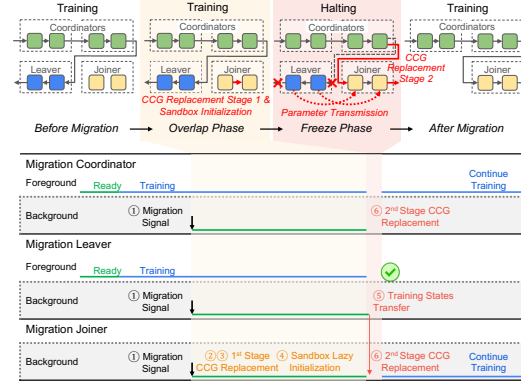 Training
Training
Halting
Training
Coordinators
Coordinators
Coordinators
Coordinators
Leaver
Joiner
Leaver
Joiner
Leaver
Joiner
Joiner
CCG
Replacement
Stage 2
CCG Replacement Stage 1 &
Sandbox Initialization
Parameter Transmission
Before Migration
Overlap Phase
Freeze Phase
After Migration
Migration Coordinator
Foreground
Ready
Training
Continue
Training
Background
① Migration
Signal
⑥ 2nd Stage CCG
Replacement
Migration Leaver
Foreground
Ready
Training
Background
① Migration
Signal
⑤ Training States
Transfer
Migration Joiner
Background
① Migration
Signal
②③ 1st Stage
CCG Replacement
④ Sandbox Lazy
Initialization
⑥ 2nd Stage CCG
Replacement
Continue
Training